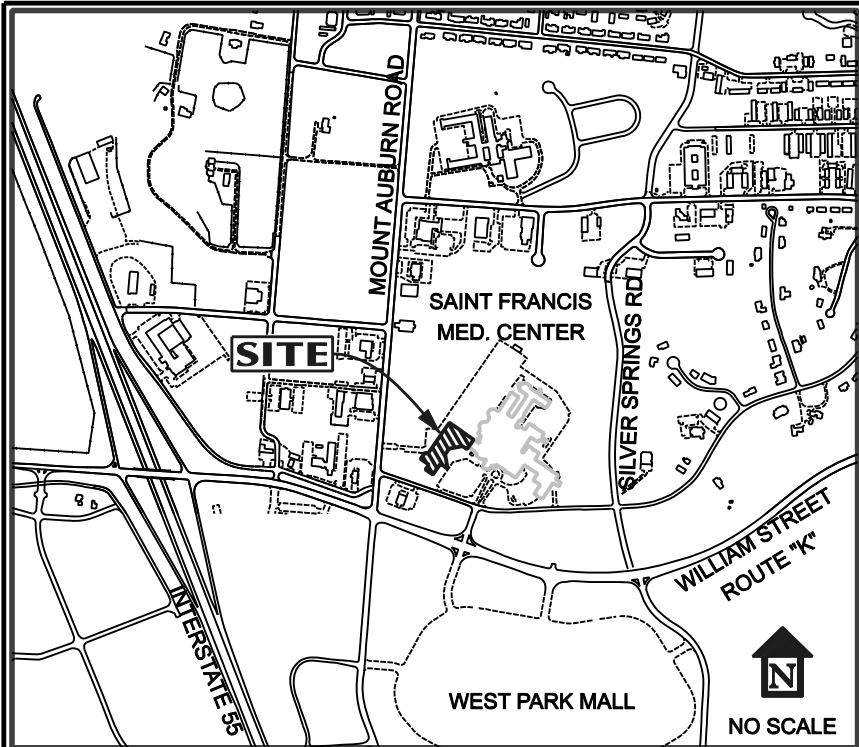 MOUNT AUBURN ROAD
SAINT FRANCIS
MED. CENTER
SITE
SILVER SPRINGS RD
WILLIAM STREET
ROUTE "K"
INTERSTATE 55
WEST PARK MALL
N
NO SCALE